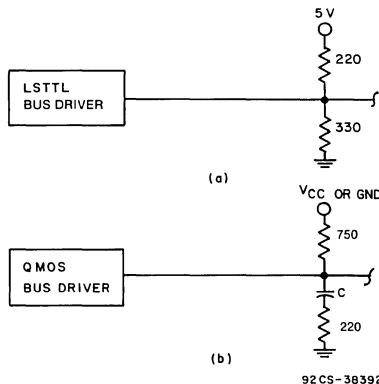 5 V
220
LSTTL
BUS DRIVER
330
(a)
VCC OR GND
750
QMOS
BUS DRIVER
C
220
(b)
92CS-38392